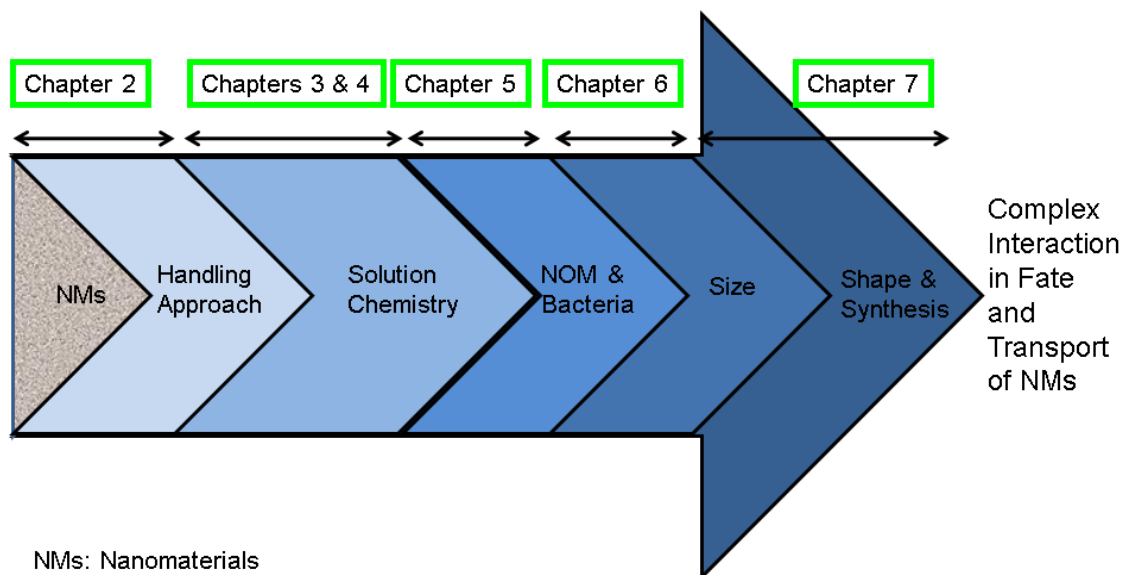 Chapter 2
Chapters 3 & 4
Chapter 5
Chapter 6
Chapter 7
NMs
Handling
Approach
Solution
Chemistry
NOM &
Bacteria
Size
Shape &
Synthesis
Complex
Interaction
in Fate
and
Transport
of NMs
NMs: Nanomaterials